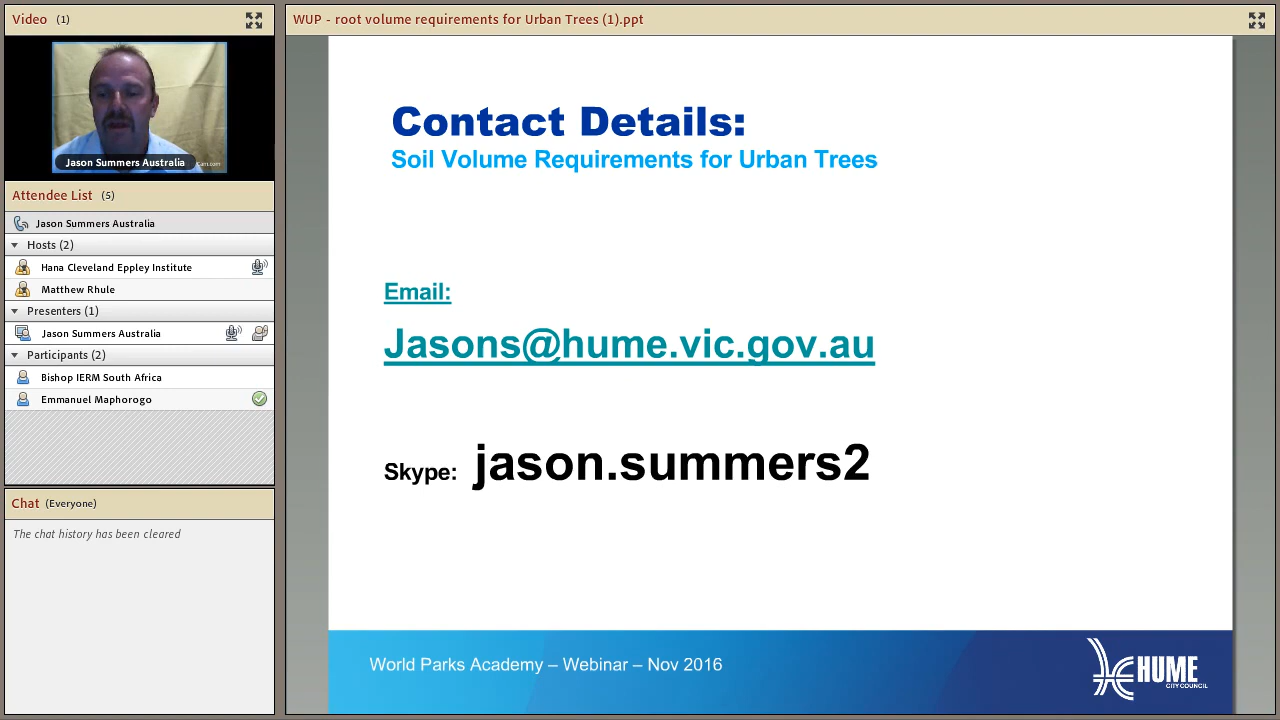 Video (1)
Jason Summers Australia
Attendee List (5)
Jason Summers Australia
Hosts (2)
Hana Cleveland Eppley Institute
Matthew Rhule
Presenters (1)
Jason Summers Australia
Participants (2)
Bishop IERM South Africa
Emmanuel Maphorogo
Chat (Everyone)
The chat history has been cleared
WUP - root volume requirements for Urban Trees (1).ppt
Contact Details:
Soil Volume Requirements for Urban Trees
Email:
Jasons@hume.vic.gov.au
Skype: jason.summers2
World Parks Academy – Webinar – Nov 2016
HUME
CITY COUNCIL